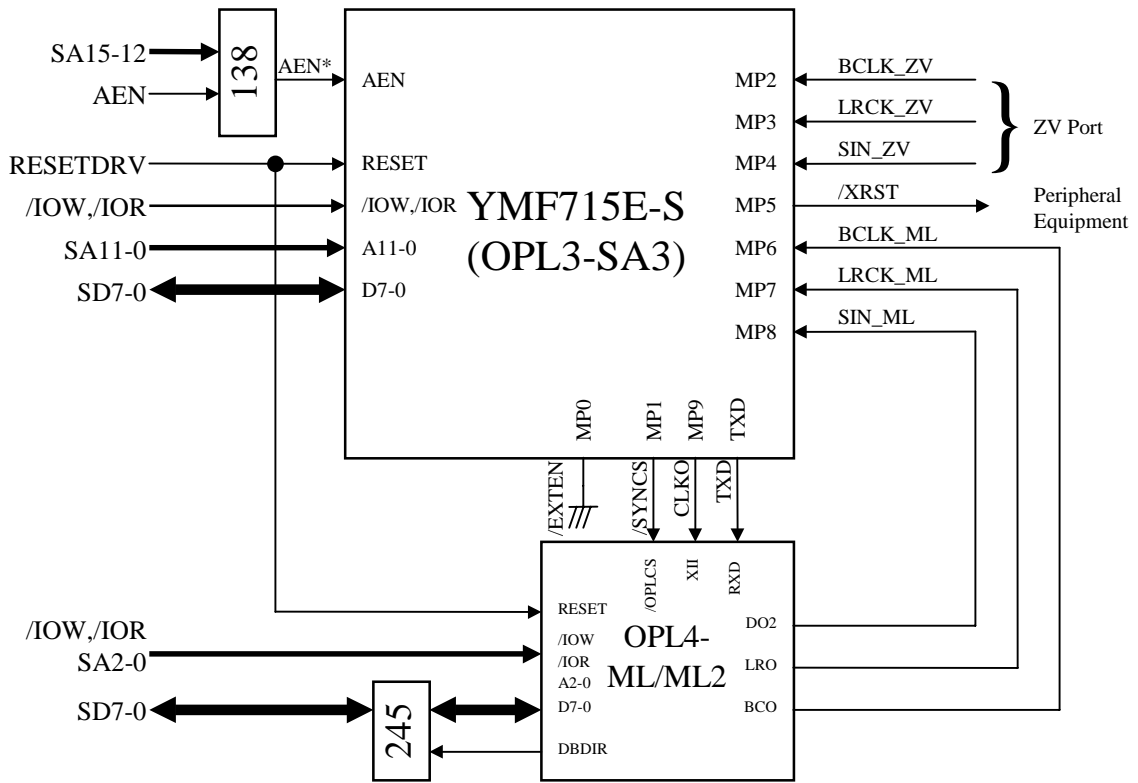 SA15-12
AEN
138
AEN*
RESETDRV
/IOW,/IOR
SA11-0
SD7-0
AEN
RESET
/IOW,/IOR
A11-0
D7-0
YMF715E-S
(OPL3-SA3)
MP2
MP3
MP4
MP5
MP6
MP7
MP8
BCLK_ZV
LRCK_ZV
SIN_ZV
/XRST
BCLK_ML
LRCK_ML
SIN_ML
ZV Port
Peripheral
Equipment
MP0
MP1
MP9
TXD
/EXTEN
/SYNCS
CLKO
TXD
/OPLCS
XII
RXD
RESET
/IOW
/IOR
A2-0
D7-0
DBDIR
OPL4-
ML/ML2
DO2
LRO
BCO
/IOW,/IOR
SA2-0
SD7-0
245